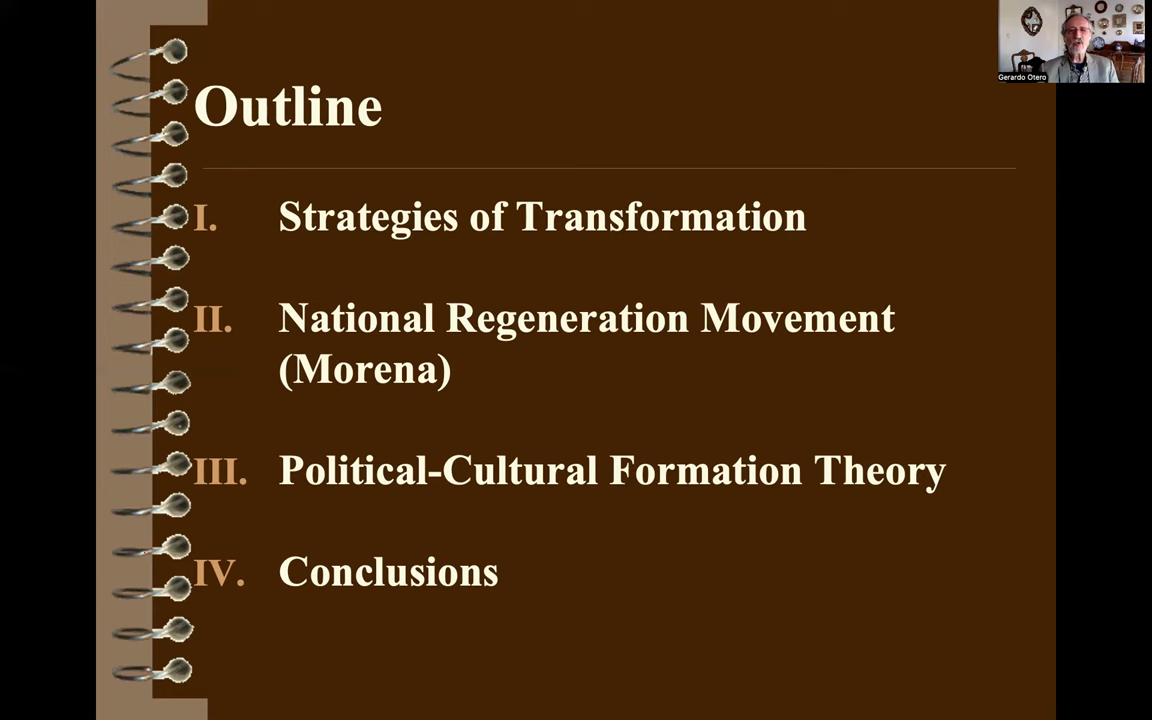 Gerardo Otero
Outline
I. Strategies of Transformation
II. National Regeneration Movement
(Morena)
III. Political-Cultural Formation Theory
IV. Conclusions